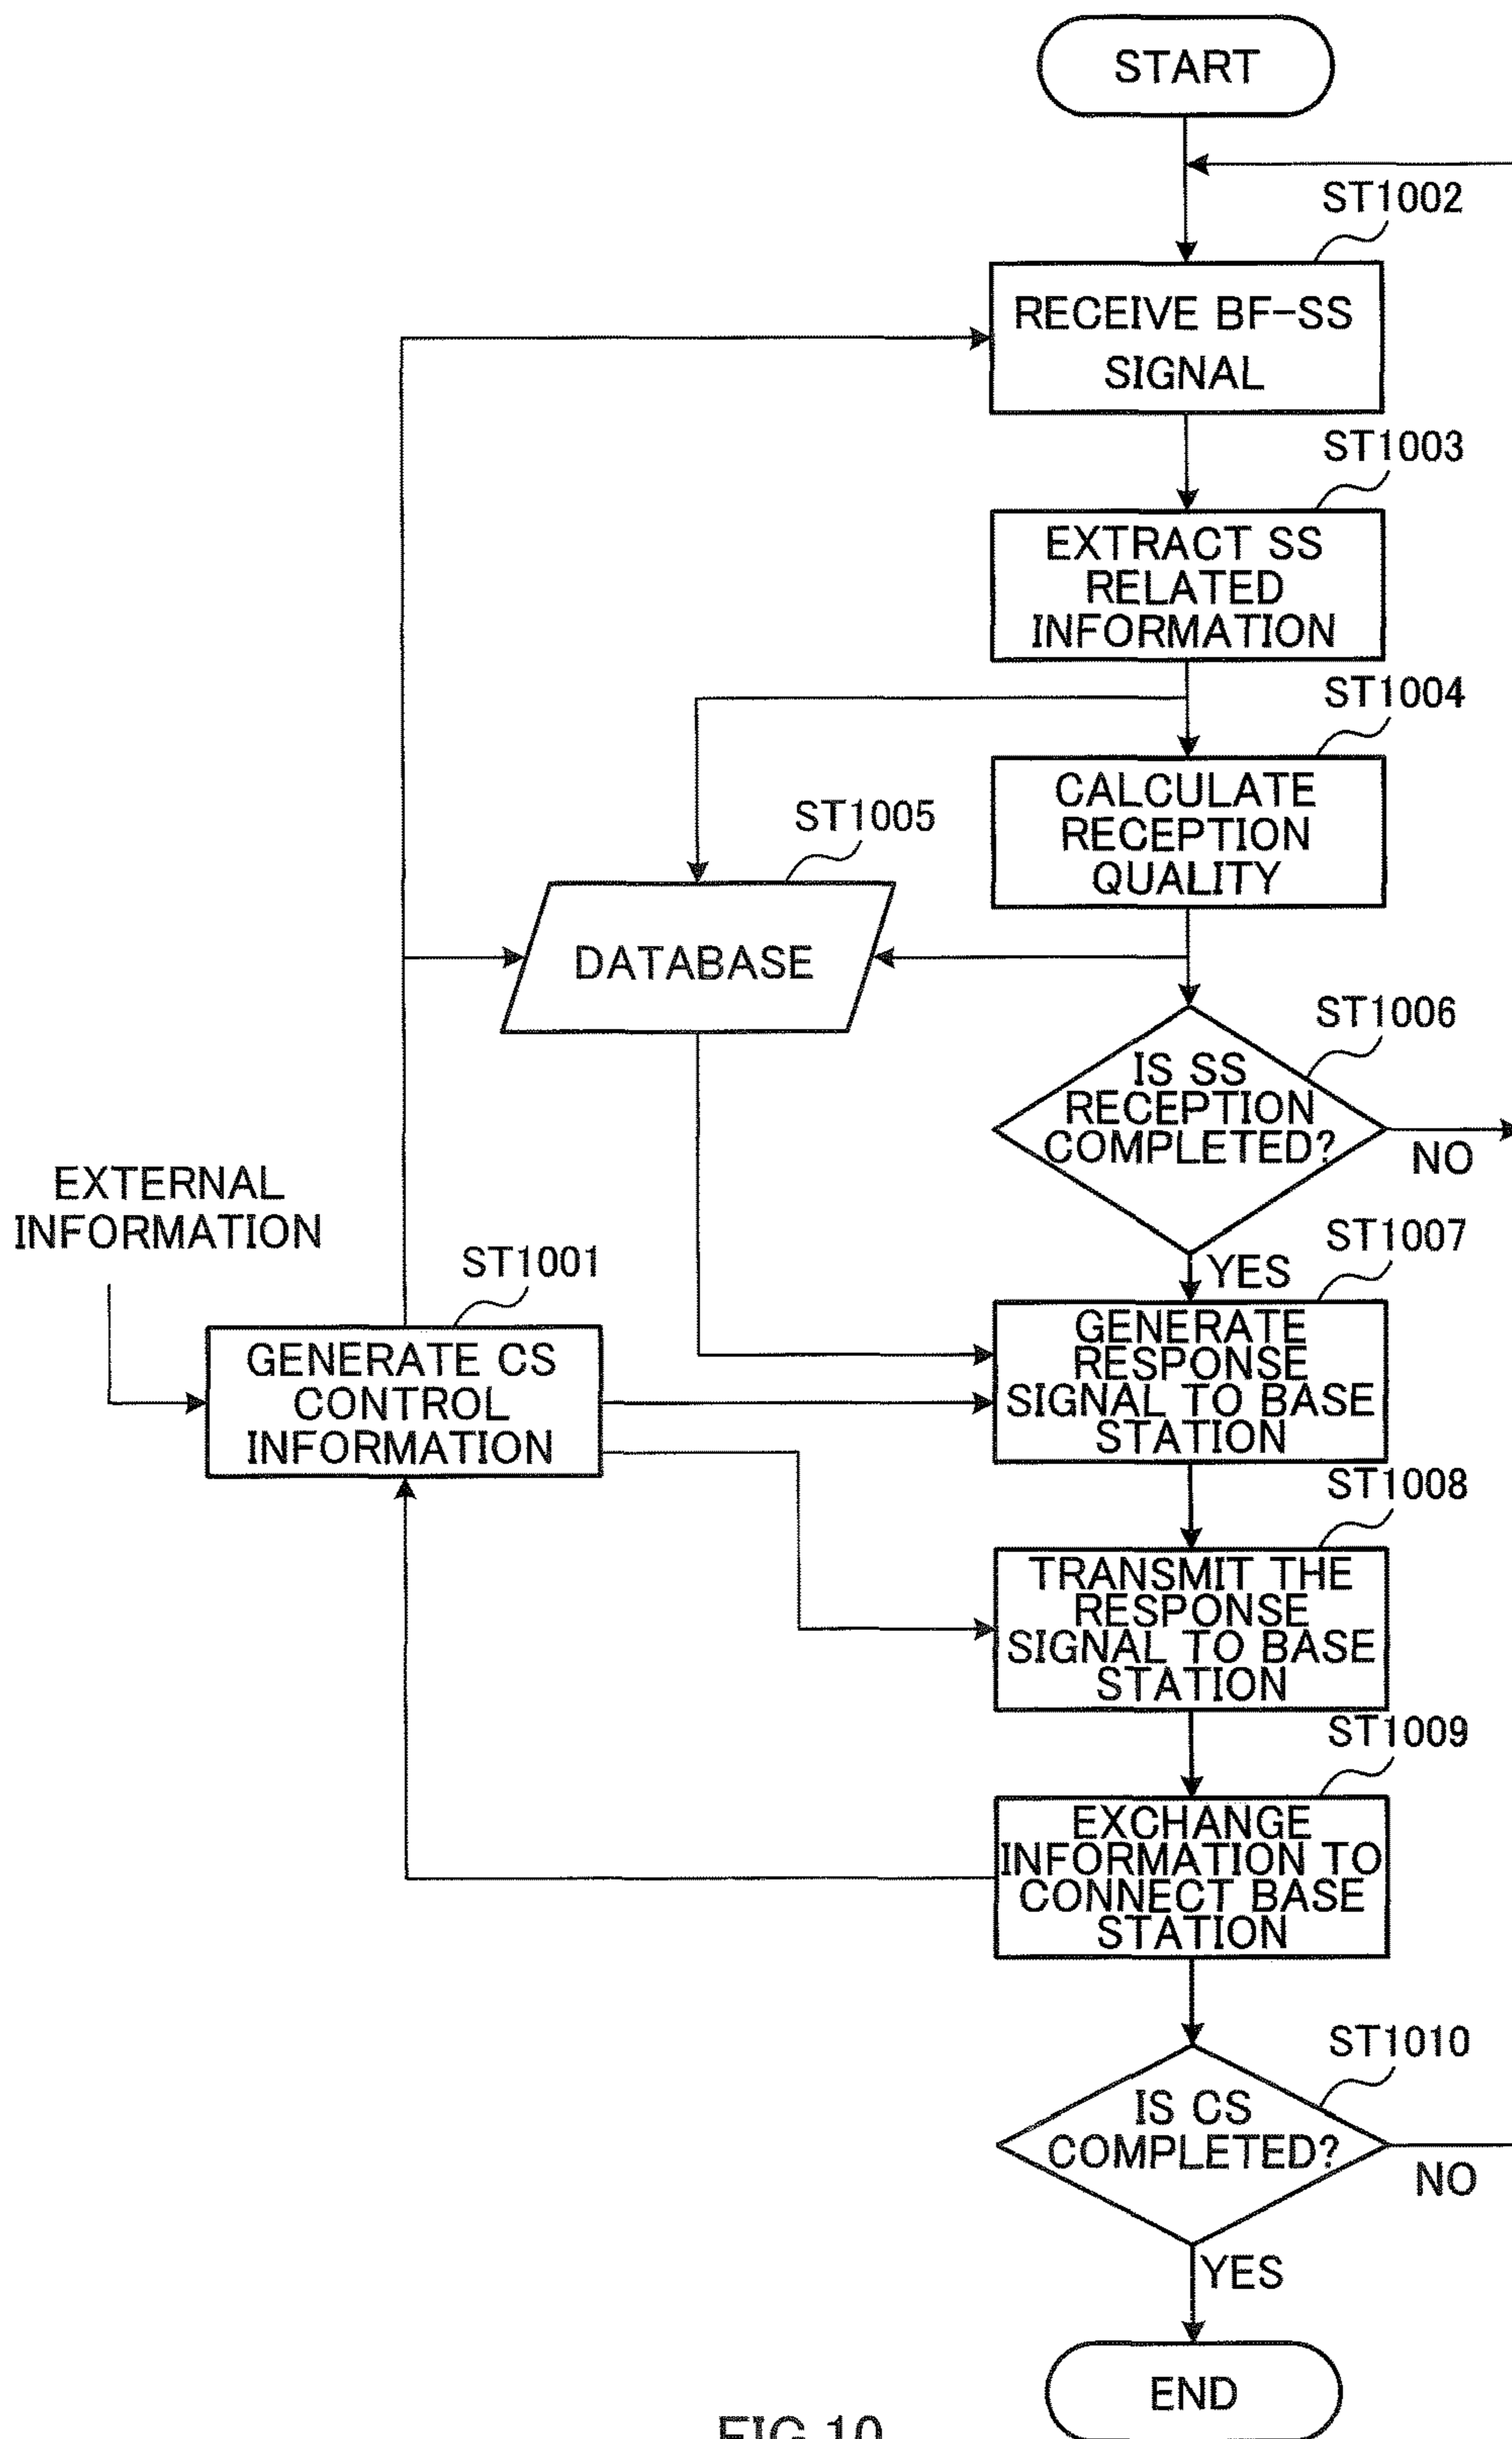 START
ST1002
RECEIVE BF-SS
SIGNAL
ST1003
EXTRACT SS
RELATED
INFORMATION
ST1004
CALCULATE
RECEPTION
QUALITY
ST1005
DATABASE
ST1006
IS SS
RECEPTION
COMPLETED?
NO
YES
EXTERNAL
INFORMATION
ST1001
GENERATE CS
CONTROL
INFORMATION
ST1007
GENERATE
RESPONSE
SIGNAL TO BASE
STATION
ST1008
TRANSMIT THE
RESPONSE
SIGNAL TO BASE
STATION
ST1009
EXCHANGE
INFORMATION TO
CONNECT BASE
STATION
ST1010
IS CS
COMPLETED?
NO
YES
END
FIG.10